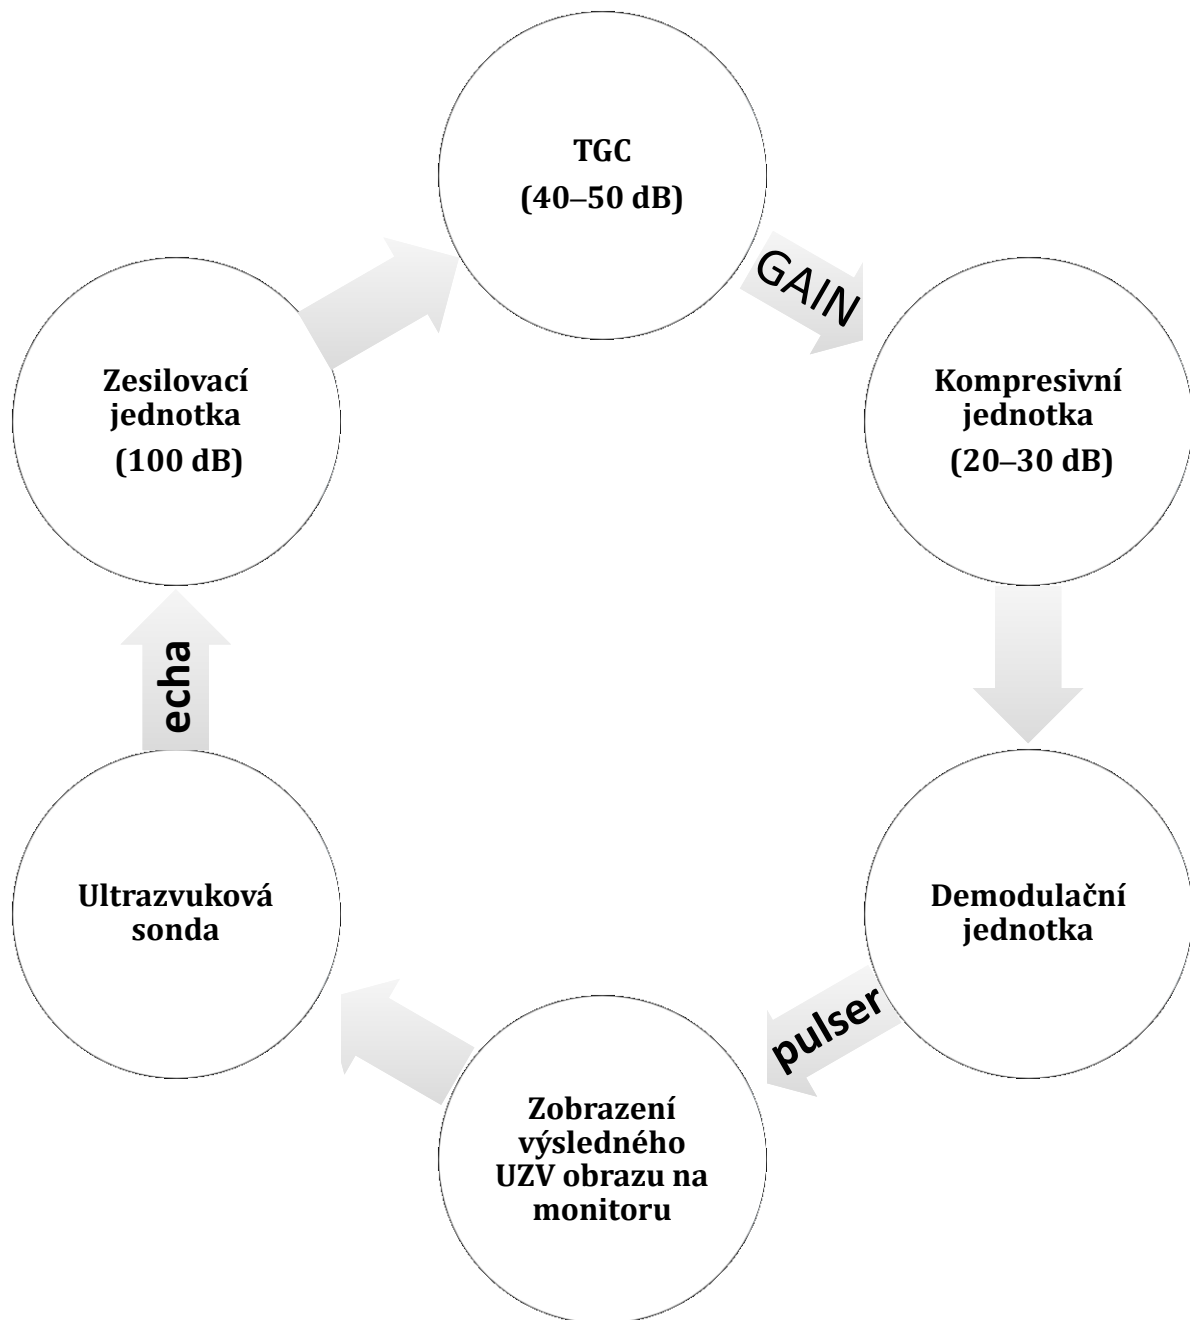 TGC
(40–50 dB)
GAIN
Kompresivní
jednotka
(20–30 dB)
Demodulační
jednotka
pulser
Zobrazení
výsledného
UZV obrazu na
monitoru
Ultrazvuková
sonda
echa
Zesilovací
jednotka
(100 dB)